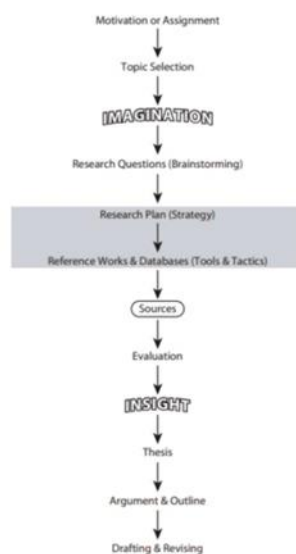 Motivation or Assignment
Topic Selection
IMAGINATION
Research Questions (Brainstorming)
Research Plan (Strategy)
Reference Works & Databases (Tools & Tactics)
Sources
Evaluation
INSIGHT
Thesis
Argument & Outline
Drafting & Revising